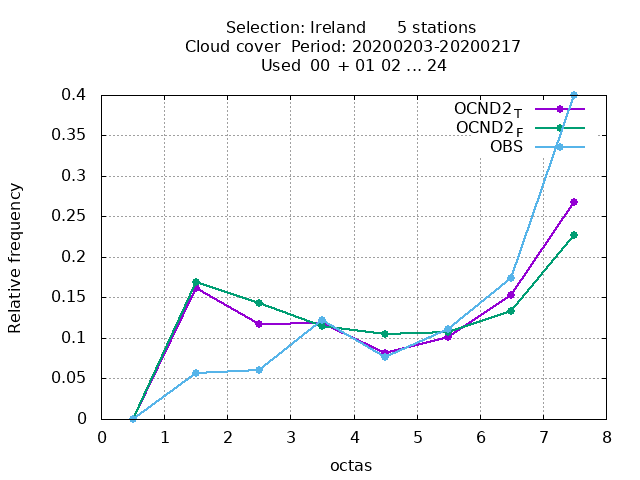 Selection: Ireland 5 stations
Cloud cover Period: 20200203-20200217
Used 00 + 01 02 ... 24
OCND2 T
OCND2 F
OBS
0.4
0.35
0.3
0.25
0.2
0.15
0.1
0.05
0
Relative frequency
0 1 2 3 4 5 6 7 8
octas